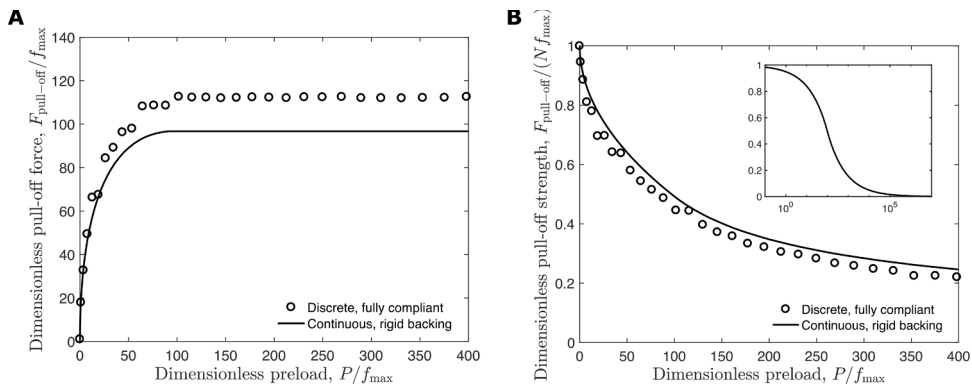 A
Dimensionless pull-off force, F_pull−off/f_max
140
120
100
80
60
40
20
0
0 50 100 150 200 250 300 350 400
Dimensionless preload, P/f_max
Discrete, fully compliant
Continuous, rigid backing
B
Dimensionless pull-off strength, F_pull−off/(N f_max)
1
0.8
0.6
0.4
0.2
0
0 50 100 150 200 250 300 350 400
Dimensionless preload, P/f_max
Discrete, fully compliant
Continuous, rigid backing
1
0.8
0.6
0.4
0.2
0
10^0 10^5